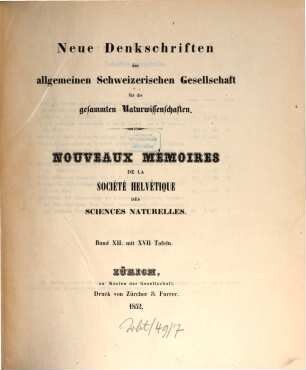 Neue Denkschriften
der
allgemeinen Schweizerischen Gesellschaft
für die
gesammten Naturwissenschaften.
NOUVEAUX MÉMOIRES
DE LA
SOCIÉTÉ HELVÉTIQUE
DES
SCIENCES NATURELLES.
Band XII. mit XVII Tafeln.
ZÜRICH,
an Kosten der Gesellschaft.
Druck von Zürcher & Furrer.
1852.